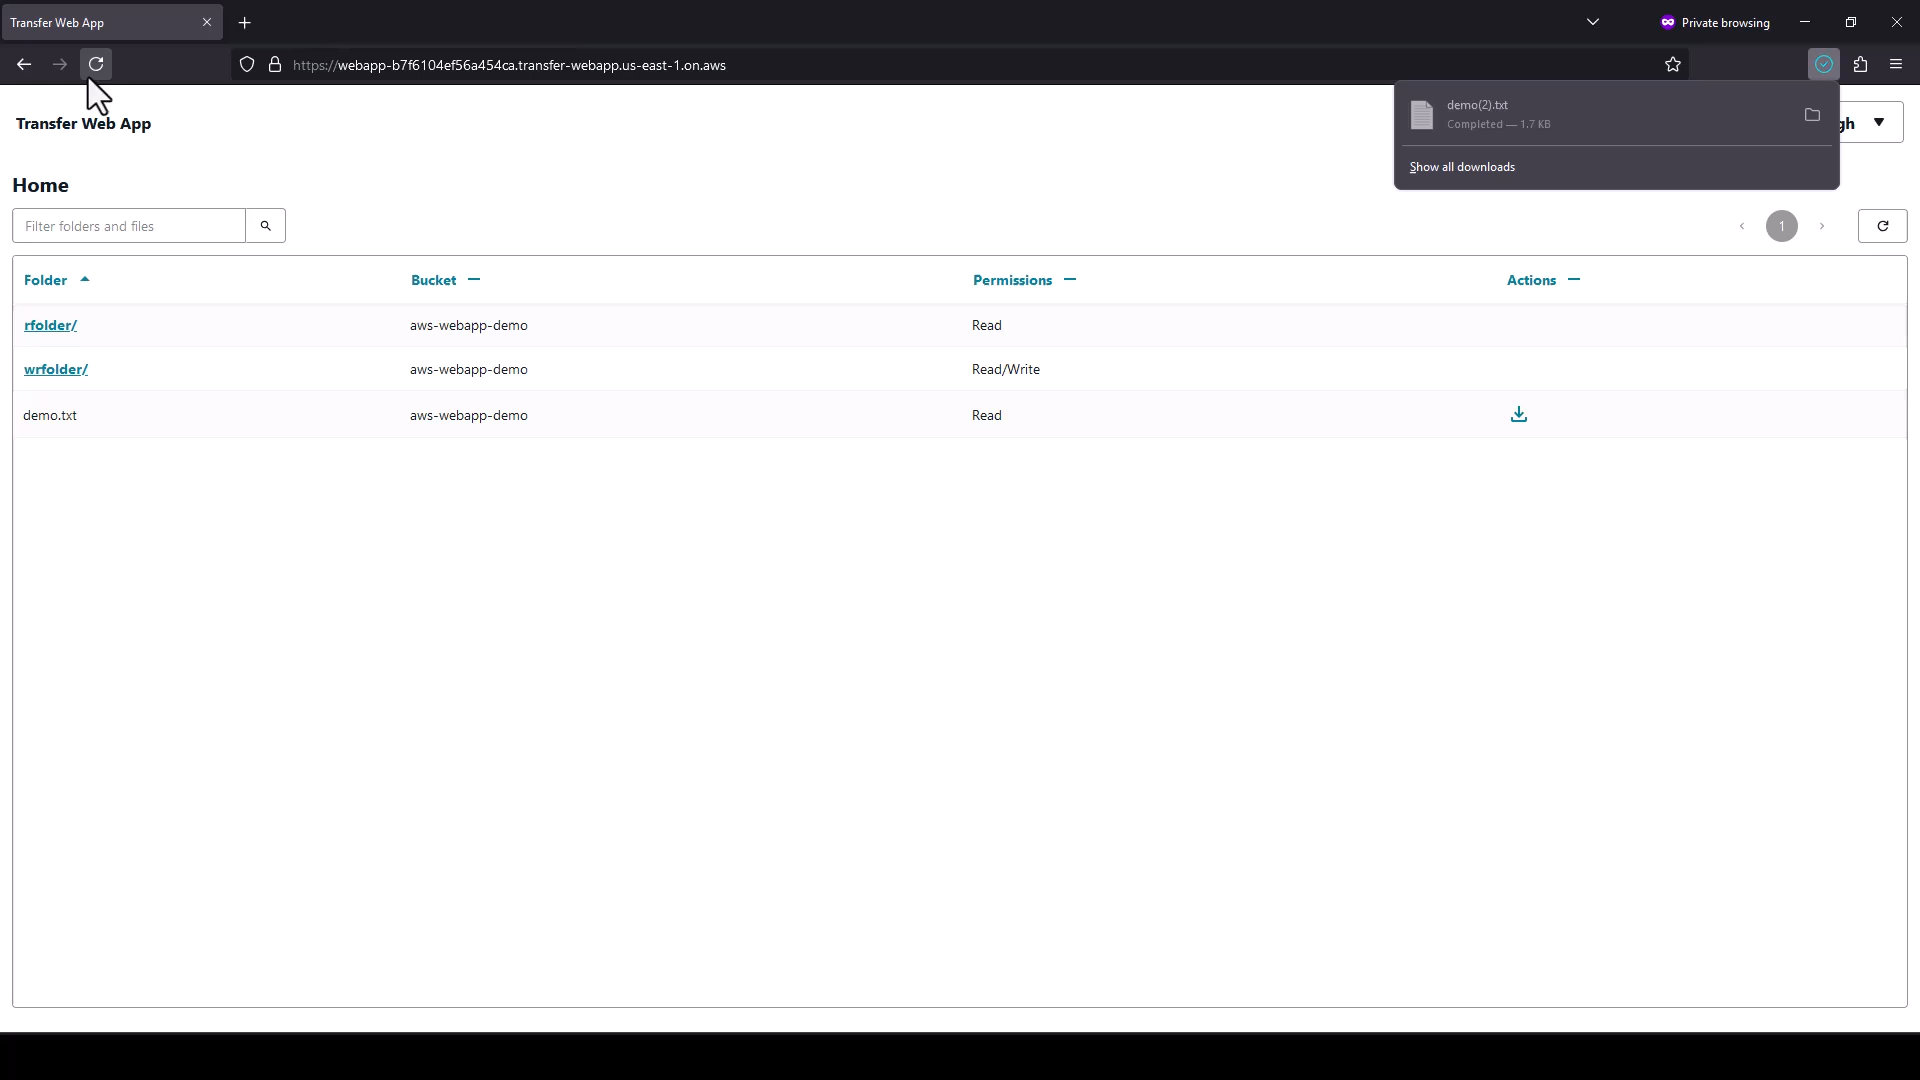 Transfer Web App
Private browsing
https://webapp-b7f6104ef56a454ca.transfer-webapp.us-east-1.on.aws
demo(2).txt
Completed — 1.7 KB
Show all downloads
Transfer Web App
gh
Home
Filter folders and files
1
Folder Bucket Permissions Actions
rfolder/ aws-webapp-demo Read
wrfolder/ aws-webapp-demo Read/Write
demo.txt aws-webapp-demo Read